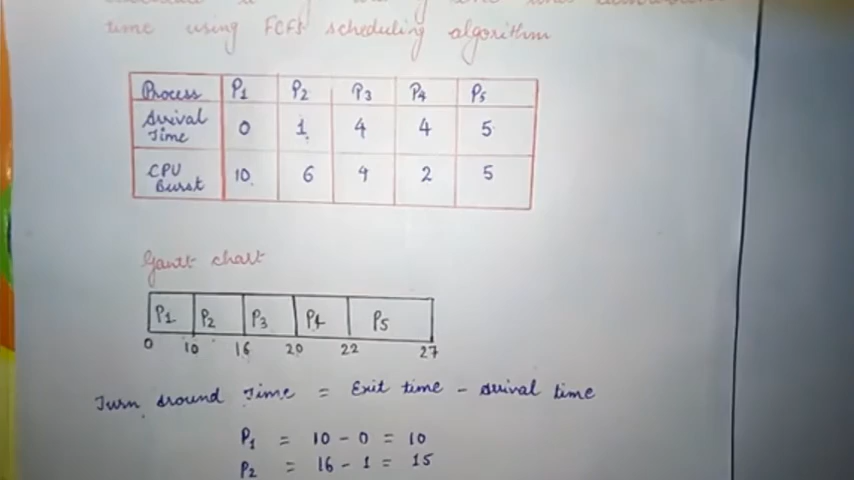 time using FCFS scheduling algorithm
Process P1 P2 P3 P4 P5
Arrival Time 0 1 4 4 5
CPU Burst 10 6 4 2 5
Gantt chart
P1 P2 P3 P4 P5
0 10 16 20 22 27
Turn around Time = Exit time - arrival time
P1 = 10 - 0 = 10
P2 = 16 - 1 = 15